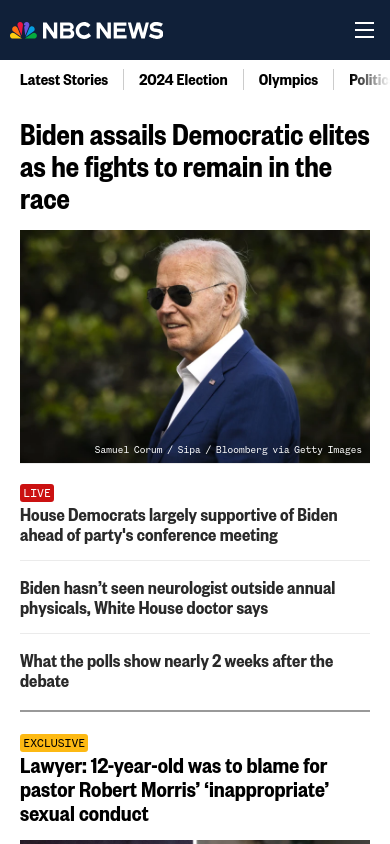 NBC NEWS
Latest Stories
2024 Election
Olympics
Politic
Biden assails Democratic elites
as he fights to remain in the
race
Samuel Corum / Sipa / Bloomberg via Getty Images
LIVE
House Democrats largely supportive of Biden
ahead of party's conference meeting
Biden hasn’t seen neurologist outside annual
physicals, White House doctor says
What the polls show nearly 2 weeks after the
debate
EXCLUSIVE
Lawyer: 12-year-old was to blame for
pastor Robert Morris’ ‘inappropriate’
sexual conduct